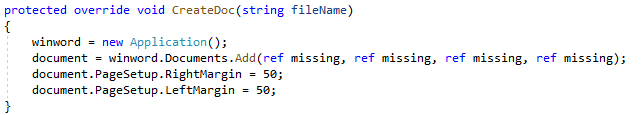 protected override void CreateDoc(string fileName)
{
    winword = new Application();
    document = winword.Documents.Add(ref missing, ref missing, ref missing, ref missing);
    document.PageSetup.RightMargin = 50;
    document.PageSetup.LeftMargin = 50;
}